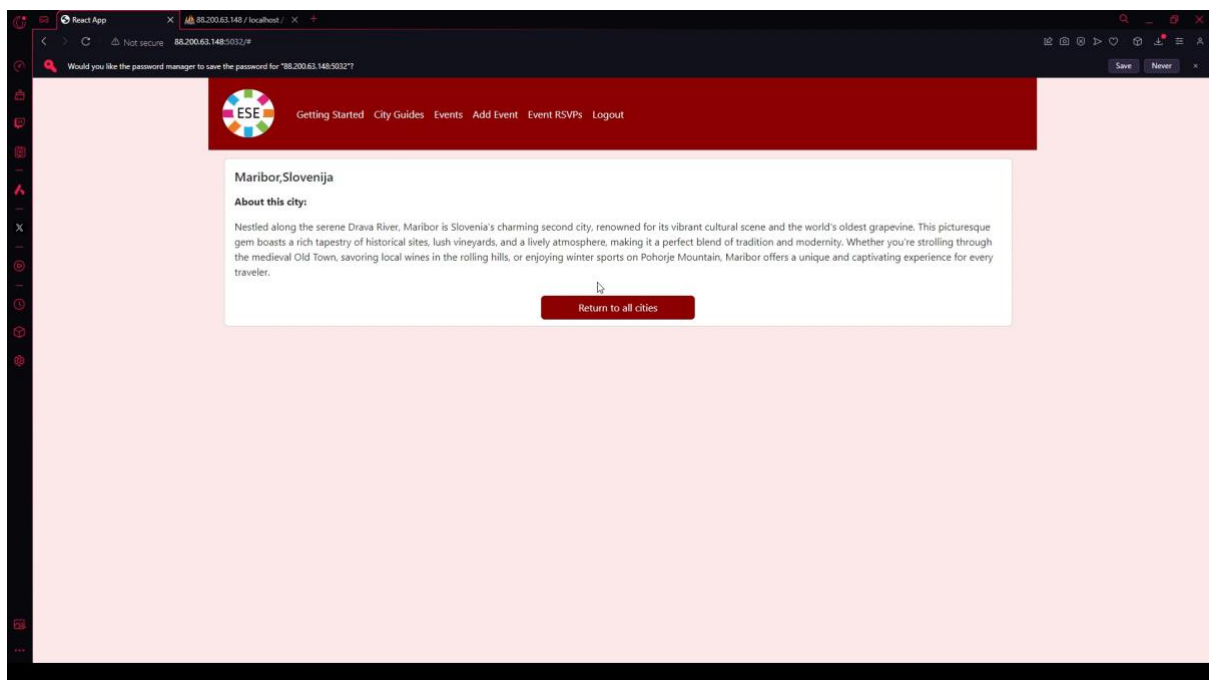 React App
88.200.63.148 / localhost /
Not secure
88.200.63.148:5032/#
Would you like the password manager to save the password for "88.200.63.148:5032"?
Save
Never
ESE
Getting Started City Guides Events Add Event Event RSVPs Logout
Maribor,Slovenija
About this city:
Nestled along the serene Drava River, Maribor is Slovenia's charming second city, renowned for its vibrant cultural scene and the world's oldest grapevine. This picturesque
gem boasts a rich tapestry of historical sites, lush vineyards, and a lively atmosphere, making it a perfect blend of tradition and modernity. Whether you're strolling through
the medieval Old Town, savoring local wines in the rolling hills, or enjoying winter sports on Pohorje Mountain, Maribor offers a unique and captivating experience for every
traveler.
Return to all cities